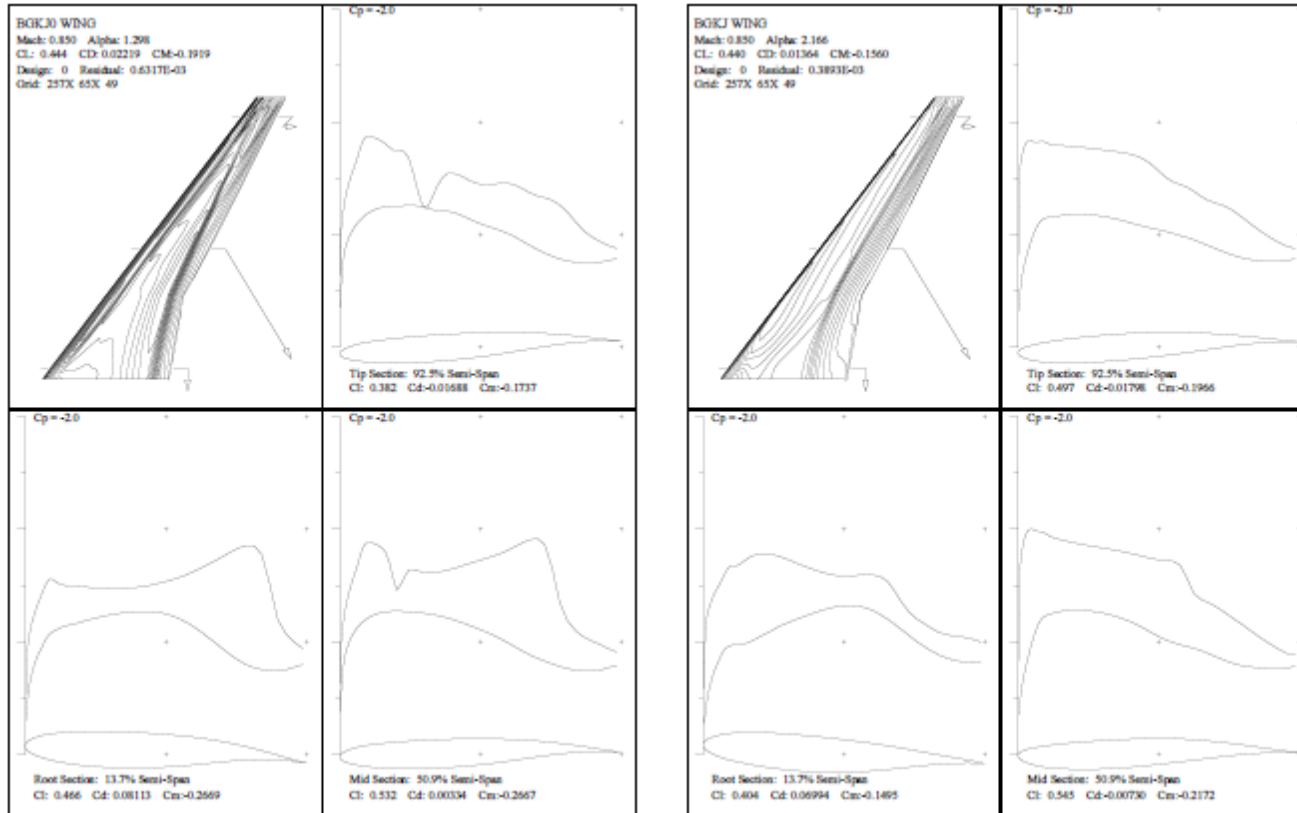 BGKJ0 WING
Mach: 0.850 Alpha: 1.298
CL: 0.444 CD: 0.02219 CM:-0.1919
Design: 0 Residual: 0.6317E-03
Grid: 257X 65X 49
Cp = -2.0
Tip Section: 92.5% Semi-Span
Cl: 0.382 Cd:-0.01688 Cm:-0.1737
Cp = -2.0
Root Section: 13.7% Semi-Span
Cl: 0.466 Cd: 0.08113 Cm:-0.2669
Cp = -2.0
Mid Section: 50.9% Semi-Span
Cl: 0.532 Cd: 0.00334 Cm:-0.2667
BGKJ WING
Mach: 0.850 Alpha: 2.166
CL: 0.440 CD: 0.01364 CM:-0.1560
Design: 0 Residual: 0.3893E-03
Grid: 257X 65X 49
Cp = -2.0
Tip Section: 92.5% Semi-Span
Cl: 0.497 Cd:-0.01798 Cm:-0.1966
Cp = -2.0
Root Section: 13.7% Semi-Span
Cl: 0.404 Cd: 0.06994 Cm:-0.1495
Cp = -2.0
Mid Section: 50.9% Semi-Span
Cl: 0.545 Cd:-0.00730 Cm:-0.2172